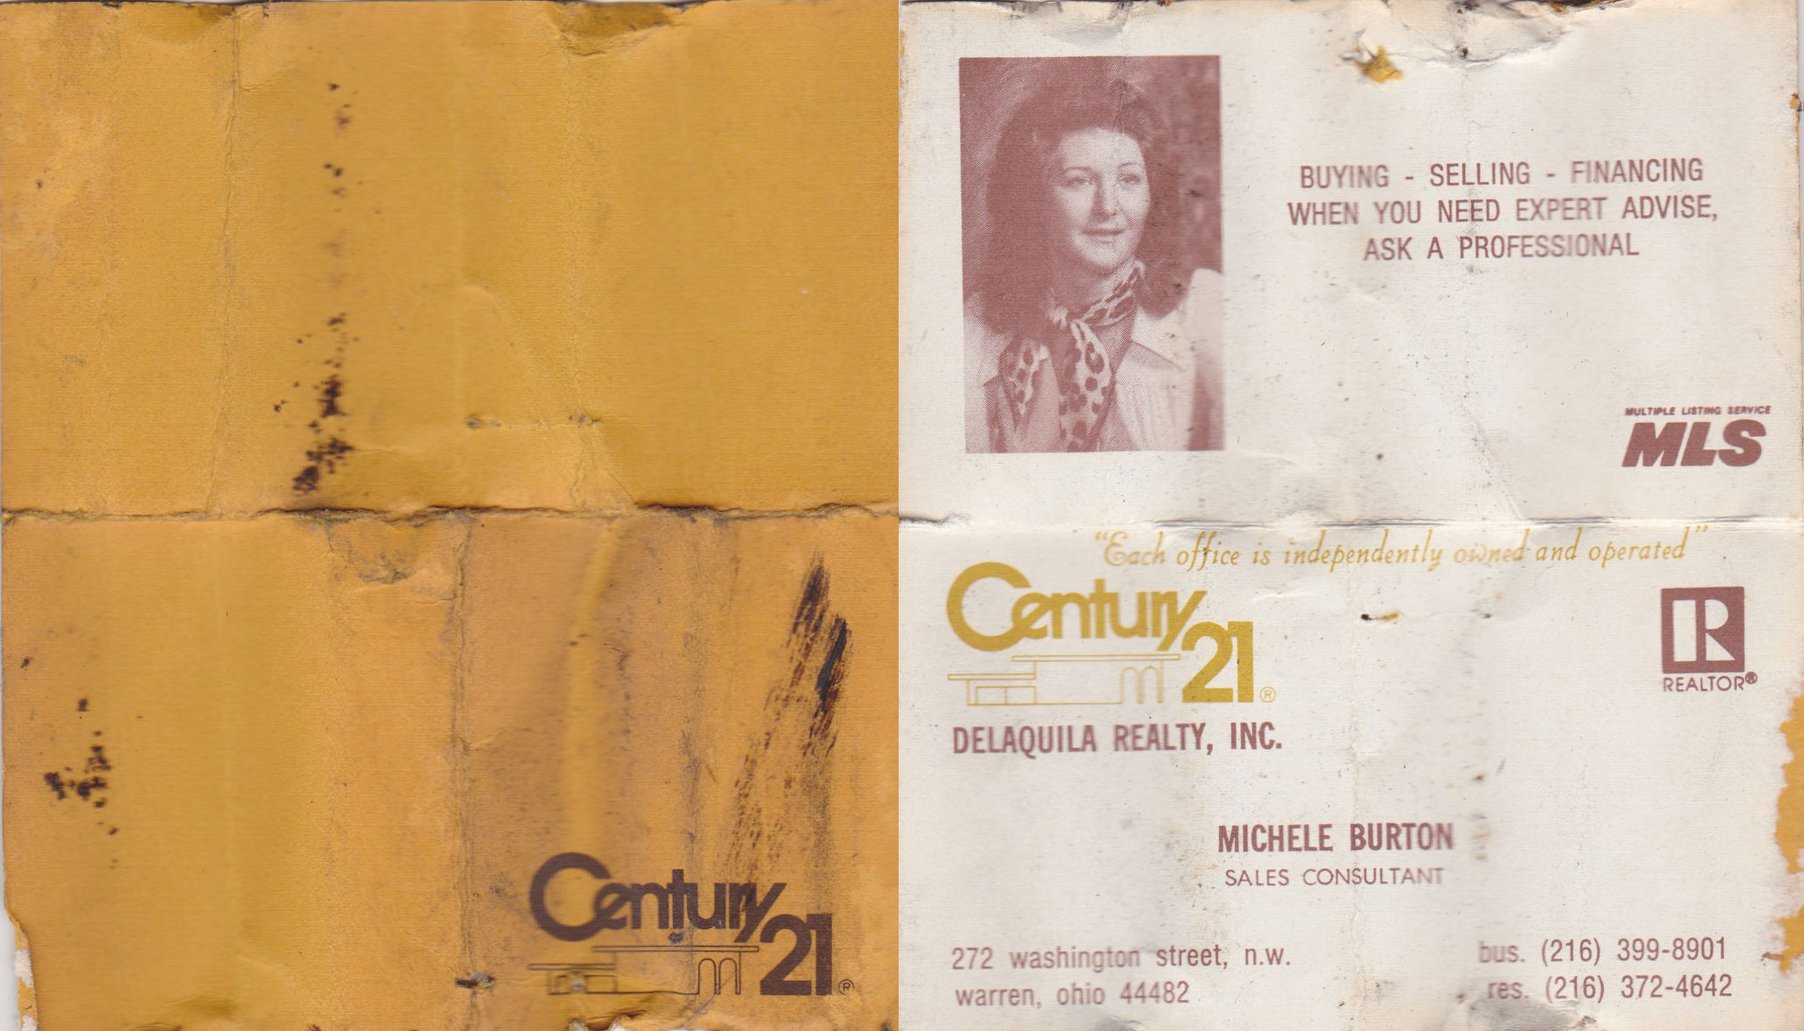 Century 21®
BUYING - SELLING - FINANCING
WHEN YOU NEED EXPERT ADVISE,
ASK A PROFESSIONAL
MULTIPLE LISTING SERVICE
MLS
"Each office is independently owned and operated"
Century 21®
R
REALTOR®
DELAQUILA REALTY, INC.
MICHELE BURTON
SALES CONSULTANT
272 washington street, n.w.
warren, ohio 44482
bus. (216) 399-8901
res. (216) 372-4642